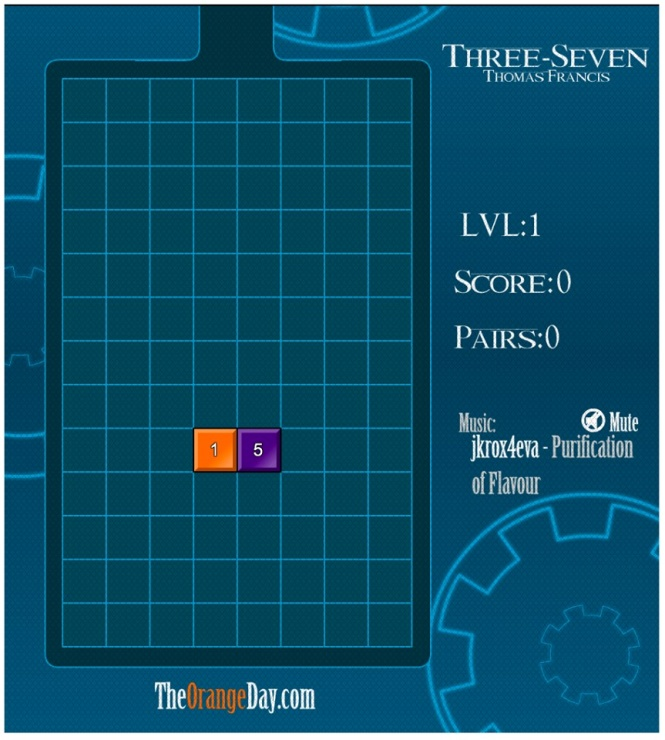 THREE-SEVEN
THOMAS FRANCIS
LVL:1
SCORE:0
PAIRS:0
1 5
Music: Mute
jkrox4eva - Purification
of Flavour
TheOrangeDay.com